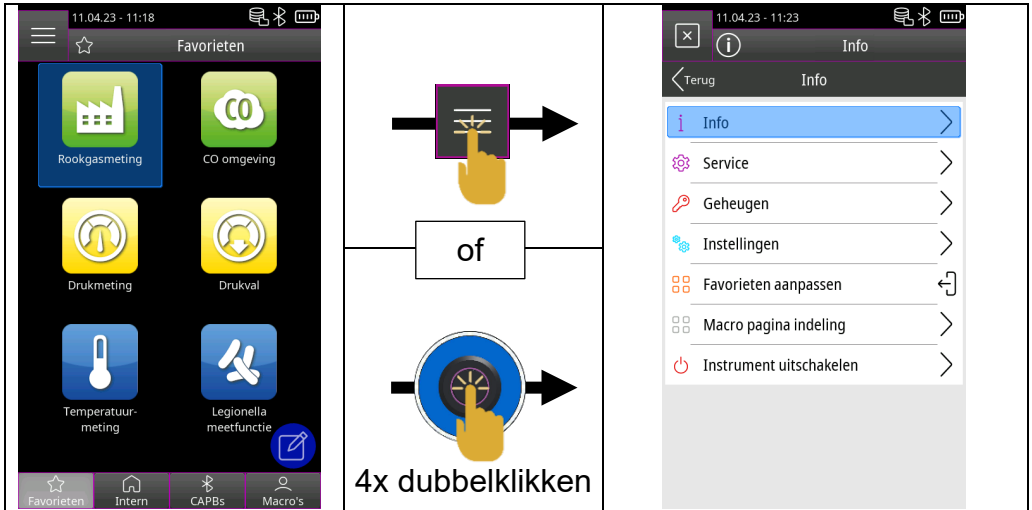 11.04.23 - 11:18
Favorieten
Rookgasmeting
CO
CO omgeving
Drukmeting
Drukval
Temperatuur-
meting
Legionella
meetfunctie
Favorieten
Intern
CAPBs
Macro's
of
4x dubbelklikken
11.04.23 - 11:23
Info
Terug
Info
Info
Service
Geheugen
Instellingen
Favorieten aanpassen
Macro pagina indeling
Instrument uitschakelen